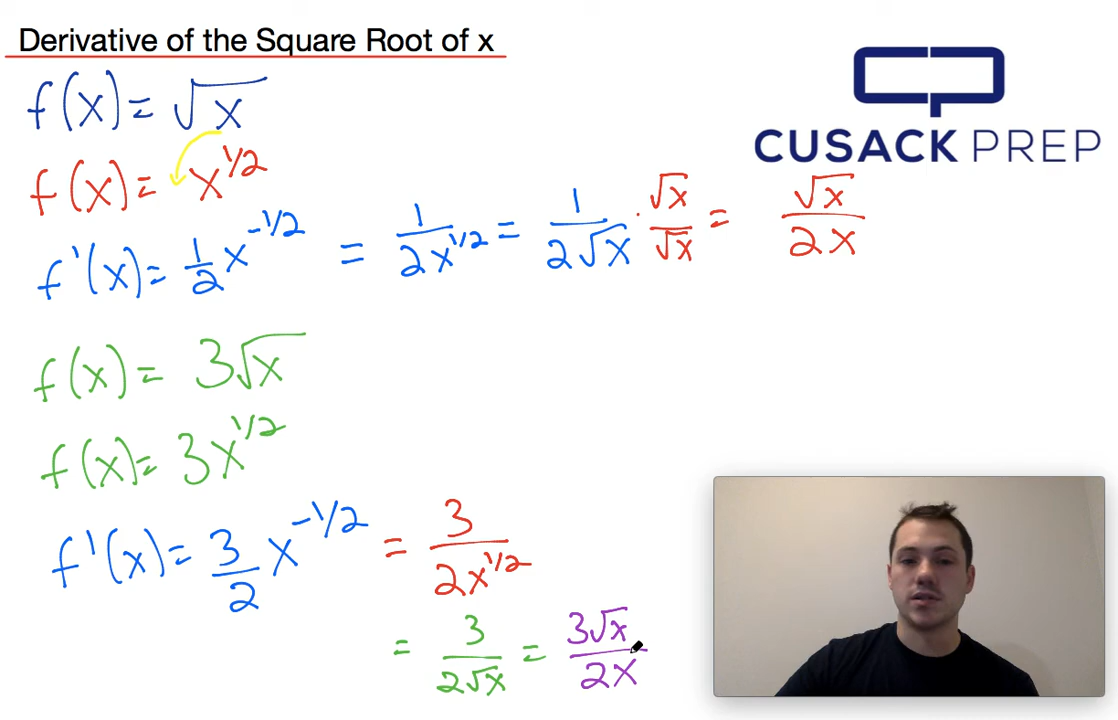 Derivative of the Square Root of x
CUSACK PREP
f(x) = √x
f(x) = x^1/2
f'(x) = 1/2 x^-1/2 = 1/(2x^1/2) = 1/(2√x) · √x/√x = √x/(2x)
f(x) = 3√x
f(x) = 3x^1/2
f'(x) = 3/2 x^-1/2 = 3/(2x^1/2)
= 3/(2√x) = 3√x/(2x)